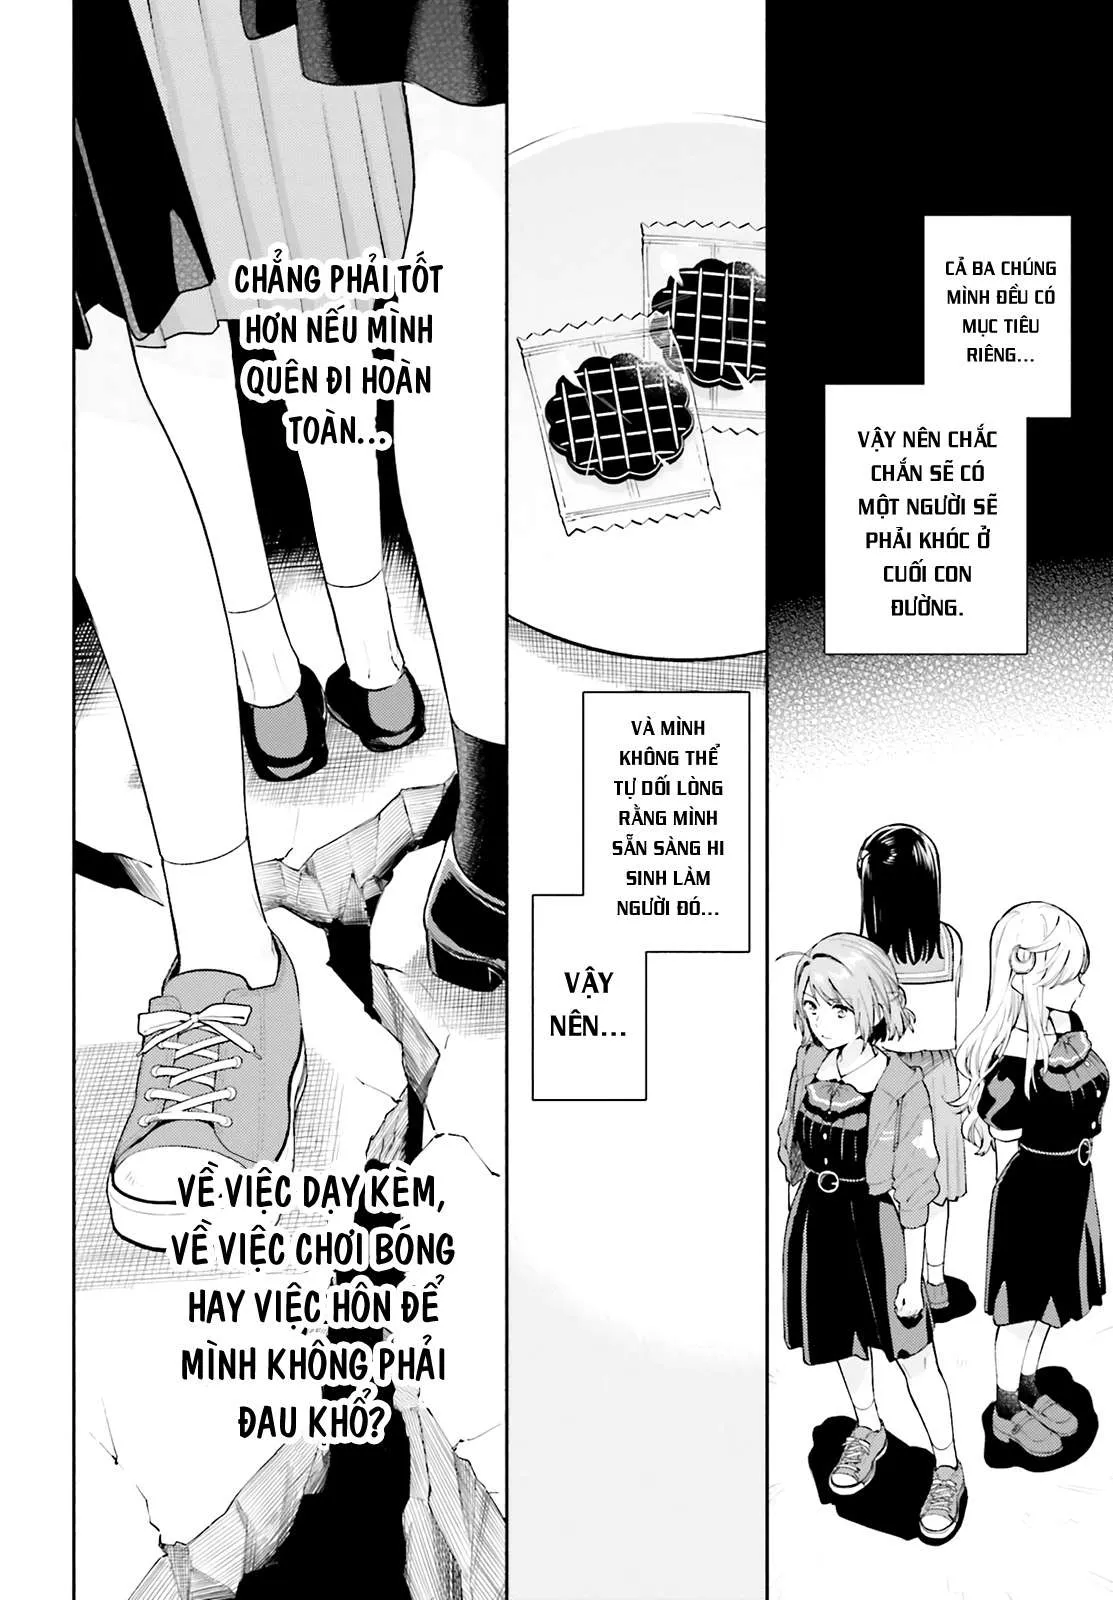 CẢ BA CHÚNG
MÌNH ĐỀU CÓ
MỤC TIÊU
RIÊNG...
VẬY NÊN CHẮC
CHẮN SẼ CÓ
MỘT NGƯỜI SẼ
PHẢI KHÓC Ở
CUỐI CON
ĐƯỜNG.
VÀ MÌNH
KHÔNG THỂ
TỰ DỐI LÒNG
RẰNG MÌNH
SẴN SÀNG HI
SINH LÀM
NGƯỜI ĐÓ...
VẬY
NÊN...
CHẲNG PHẢI TỐT
HƠN NẾU MÌNH
QUÊN ĐI HOÀN
TOÀN...
VỀ VIỆC DẠY KÈM,
VỀ VIỆC CHƠI BÓNG
HAY VIỆC HÔN ĐỂ
MÌNH KHÔNG PHẢI
ĐAU KHỔ?